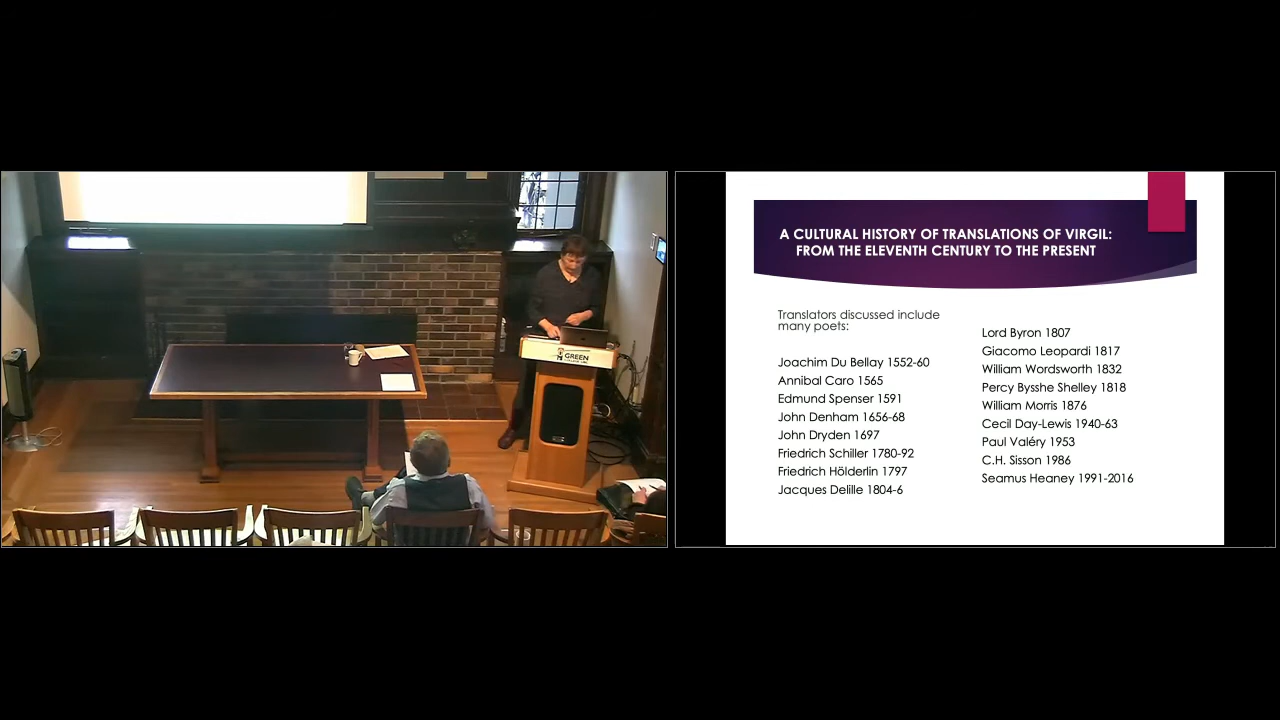 GREEN
A CULTURAL HISTORY OF TRANSLATIONS OF VIRGIL:
FROM THE ELEVENTH CENTURY TO THE PRESENT
Translators discussed include
many poets:
Joachim Du Bellay 1552-60
Annibal Caro 1565
Edmund Spenser 1591
John Denham 1656-68
John Dryden 1697
Friedrich Schiller 1780-92
Friedrich Hölderlin 1797
Jacques Delille 1804-6
Lord Byron 1807
Giacomo Leopardi 1817
William Wordsworth 1832
Percy Bysshe Shelley 1818
William Morris 1876
Cecil Day-Lewis 1940-63
Paul Valéry 1953
C.H. Sisson 1986
Seamus Heaney 1991-2016